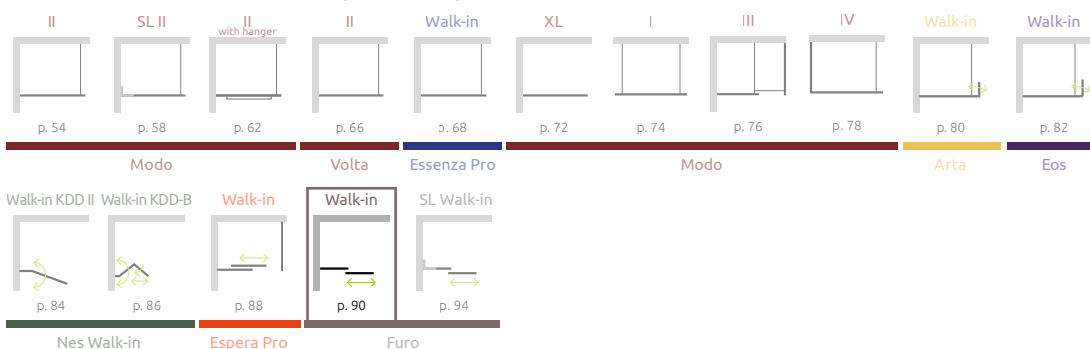 II SL II II with hanger II Walk-in XL I III IV Walk-in Walk-in
p. 54 p. 58 p. 62 p. 66 p. 68 p. 72 p. 74 p. 76 p. 78 p. 80 p. 82
Modo Volta Essenza Pro Modo Arta Eos
Walk-in KDD II Walk-in KDD-B Walk-in Walk-in SL Walk-in
p. 84 p. 86 p. 88 p. 90 p. 94
Nes Walk-in Espera Pro Furo